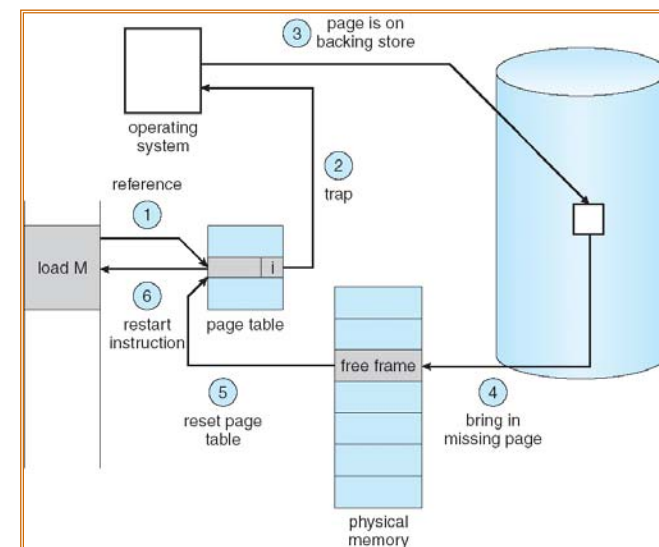 3
page is on
backing store
operating
system
2
trap
reference
1
load M
i
6
restart
instruction
page table
free frame
5
reset page
table
4
bring in
missing page
physical
memory